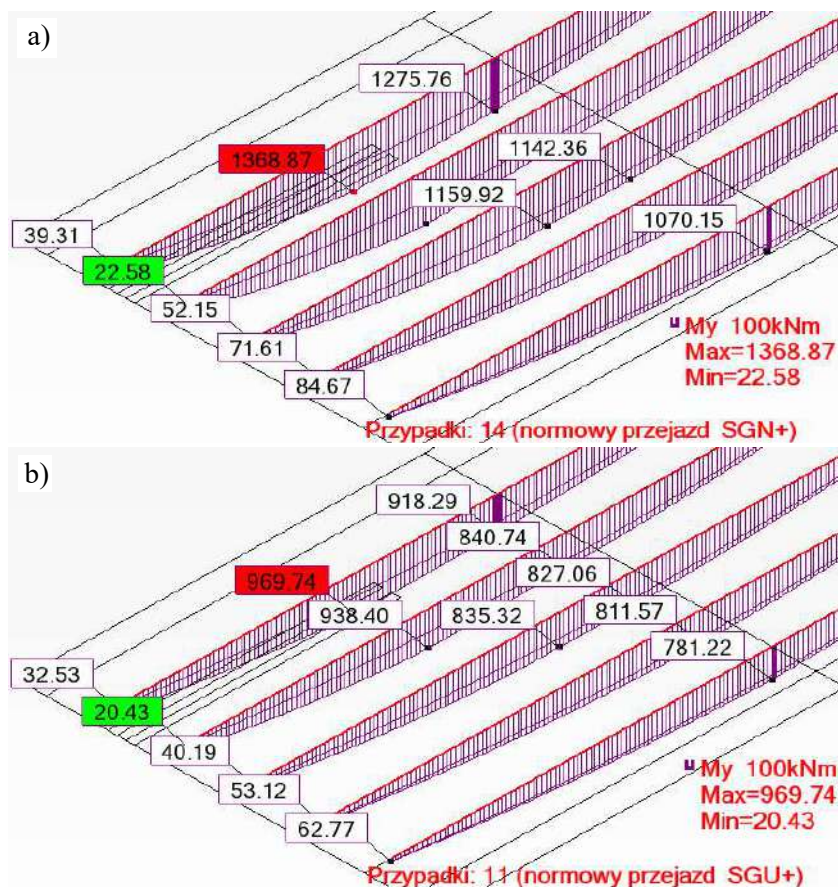 a)
1275.76
1142.36
1368.87
1159.92
1070.15
39.31
22.58
52.15
71.61
84.67
My 100kNm
Max=1368.87
Min=22.58
Przypadki: 14 (normowy przejazd SGN+)
b)
918.29
840.74
827.06
969.74
938.40
835.32
811.57
781.22
32.53
20.43
40.19
53.12
62.77
My 100kNm
Max=969.74
Min=20.43
Przypadki: 11 (normowy przejazd SGU+)